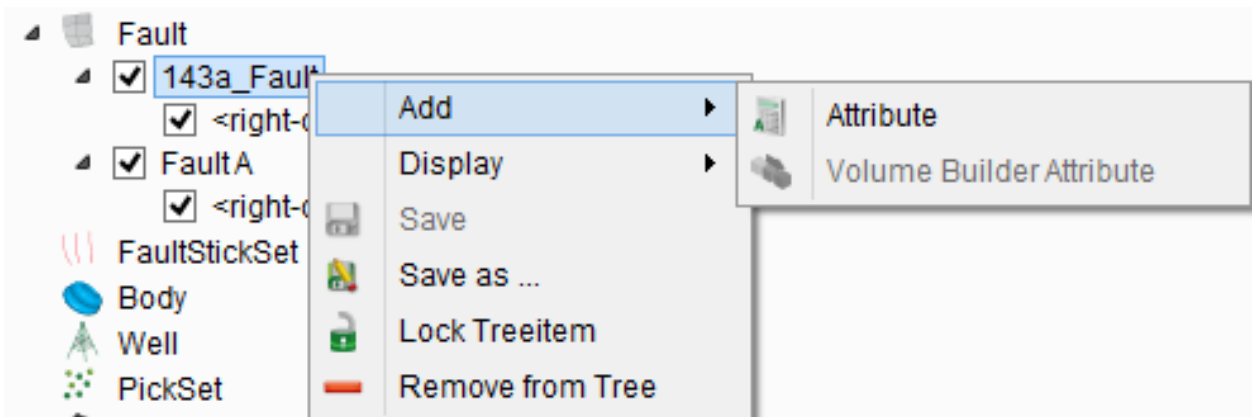 Fault
143a_Fault
<right-c
Fault A
<right-c
FaultStickSet
Body
Well
PickSet
Add
Display
Save
Save as ...
Lock Treeitem
Remove from Tree
Attribute
Volume Builder Attribute